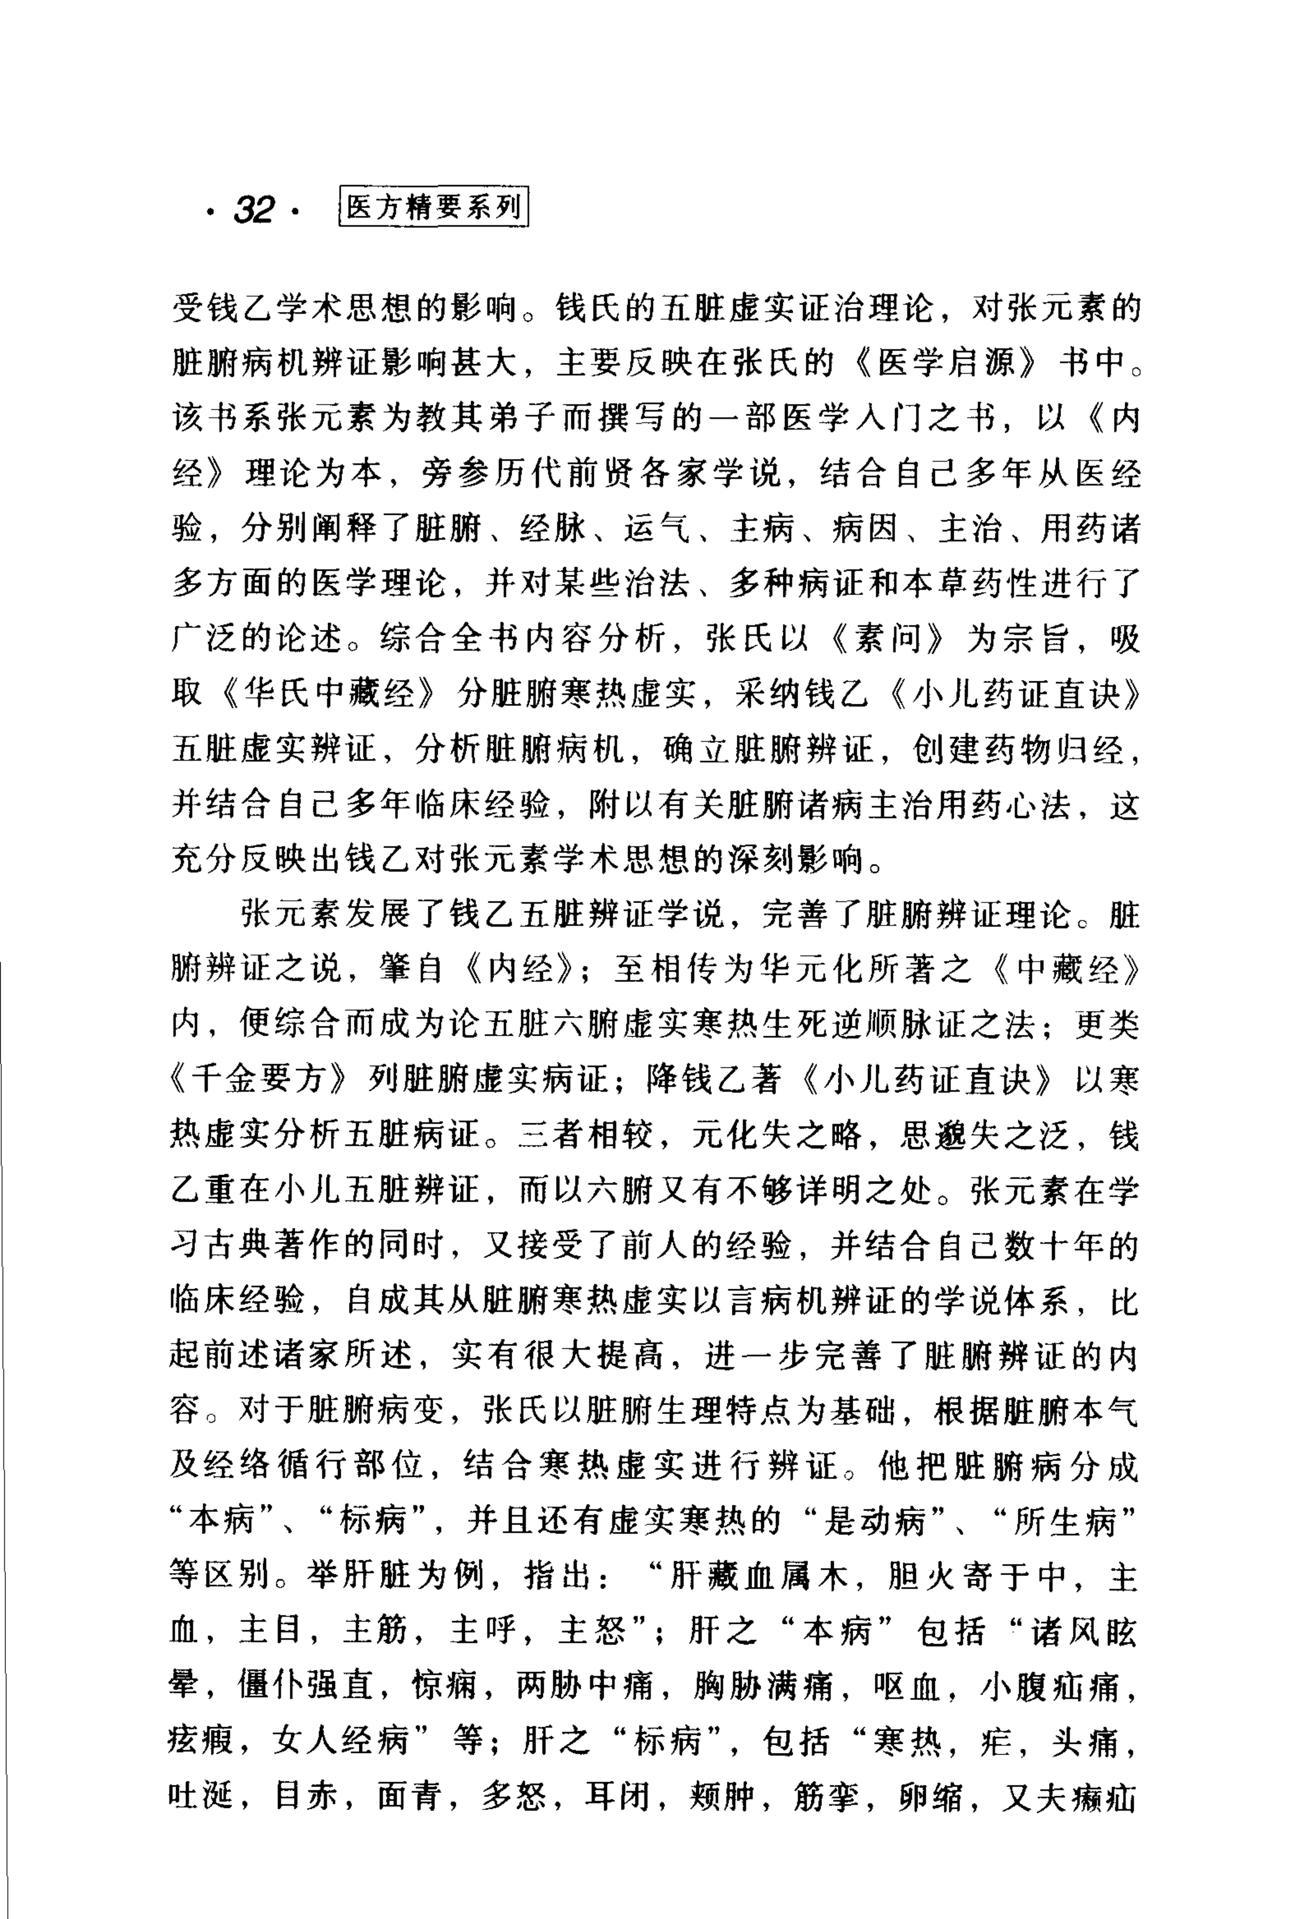 ·32· 医方精要系列
受钱乙学术思想的影响。钱氏的五脏虚实证治理论，对张元素的
脏腑病机辨证影响甚大，主要反映在张氏的《医学启源》书中。
该书系张元素为教其弟子而撰写的一部医学入门之书，以《内
经》理论为本，旁参历代前贤各家学说，结合自己多年从医经
验，分别阐释了脏腑、经脉、运气、主病、病因、主治、用药诸
多方面的医学理论，并对某些治法、多种病证和本草药性进行了
广泛的论述。综合全书内容分析，张氏以《素问》为宗旨，吸
取《华氏中藏经》分脏腑寒热虚实，采纳钱乙《小儿药证直诀》
五脏虚实辨证，分析脏腑病机，确立脏腑辨证，创建药物归经，
并结合自己多年临床经验，附以有关脏腑诸病主治用药心法，这
充分反映出钱乙对张元素学术思想的深刻影响。
张元素发展了钱乙五脏辨证学说，完善了脏腑辨证理论。脏
腑辨证之说，肇自《内经》；至相传为华元化所著之《中藏经》
内，便综合而成为论五脏六腑虚实寒热生死逆顺脉证之法；更类
《千金要方》列脏腑虚实病证；降钱乙著《小儿药证直诀》以寒
热虚实分析五脏病证。三者相较，元化失之略，思邈失之泛，钱
乙重在小儿五脏辨证，而以六腑又有不够详明之处。张元素在学
习古典著作的同时，又接受了前人的经验，并结合自己数十年的
临床经验，自成其从脏腑寒热虚实以言病机辨证的学说体系，比
起前述诸家所述，实有很大提高，进一步完善了脏腑辨证的内
容。对于脏腑病变，张氏以脏腑生理特点为基础，根据脏腑本气
及经络循行部位，结合寒热虚实进行辨证。他把脏腑病分成
“本病”、“标病”，并且还有虚实寒热的“是动病”、“所生病”
等区别。举肝脏为例，指出：“肝藏血属木，胆火寄于中，主
血，主目，主筋，主呼，主怒”；肝之“本病”包括“诸风眩
晕，僵仆强直，惊痫，两胁中痛，胸胁满痛，呕血，小腹疝痛，
痃瘕，女人经病”等；肝之“标病”，包括“寒热，疟，头痛，
吐涎，目赤，面青，多怒，耳闭，颊肿，筋挛，卵缩，又夫癞疝